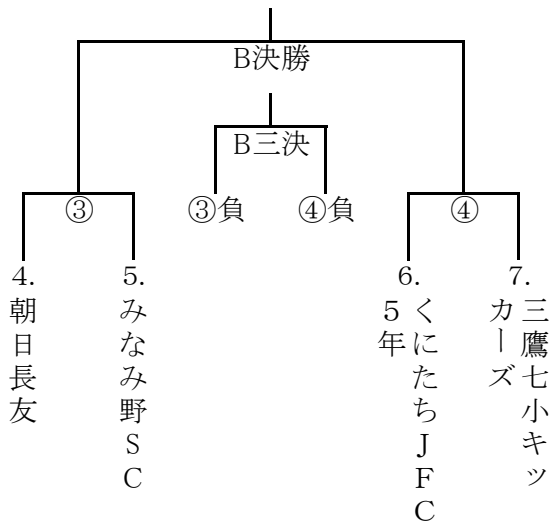 B決勝
B三決
③
③負
④負
④
4.
朝日長友
5.
みなみ野SC
6.
くにたちJFC
５年
7.
三鷹七小キッ
カーズ